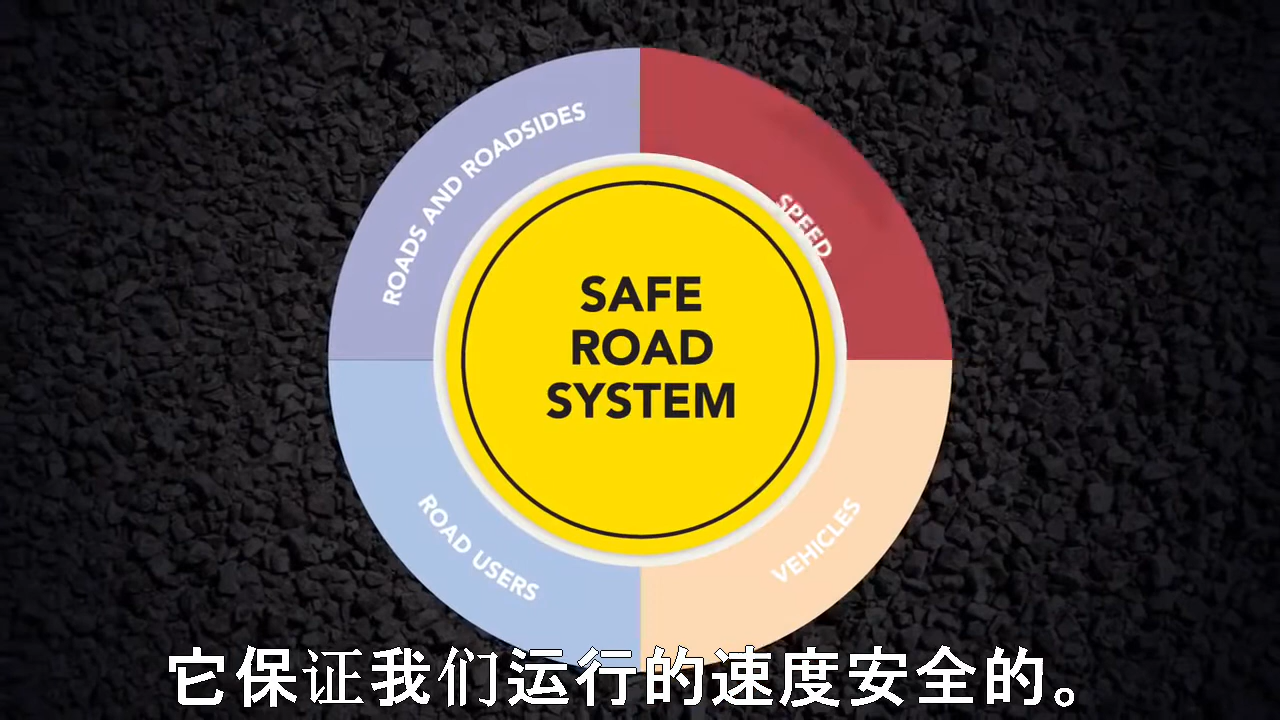 ROADS AND ROADSIDES
SPEED
SAFE
ROAD
SYSTEM
ROAD USERS
VEHICLES
它保证我们运行的速度安全的。